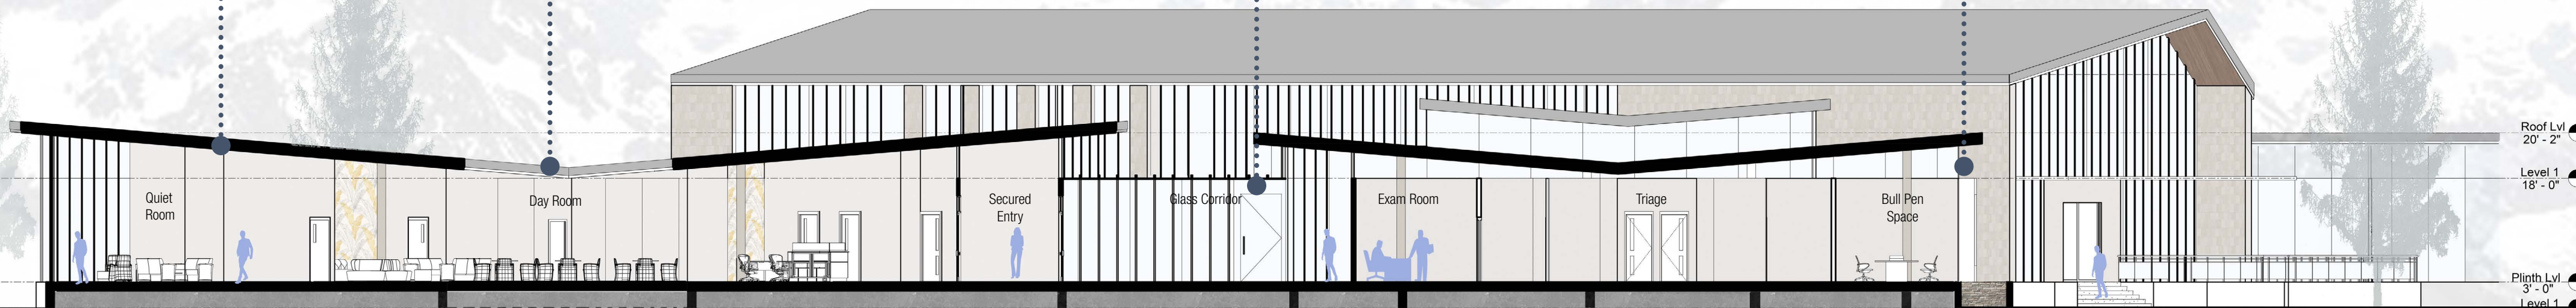 Quiet
Room
Day Room
Secured
Entry
Glass Corridor
Exam Room
Triage
Bull Pen
Space
Roof Lvl
20' - 2"
Level 1
18' - 0"
Plinth Lvl
3' - 0"
Level 1